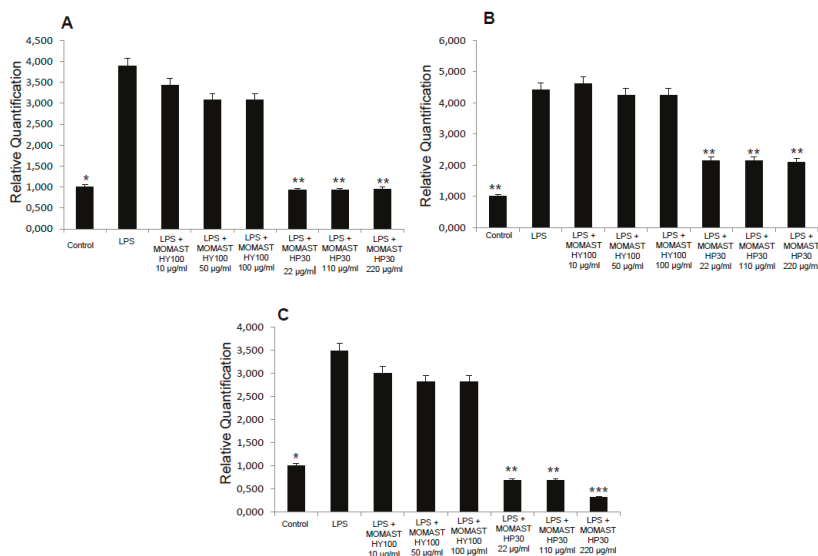 A
Relative Quantification
4,500
4,000
3,500
3,000
2,500
2,000
1,500
1,000
0,500
0,000
* ** ** **
Control
LPS
LPS +
MOMAST
HY100
10 µg/ml
LPS +
MOMAST
HY100
50 µg/ml
LPS +
MOMAST
HY100
100 µg/ml
LPS +
MOMAST
HP30
22 µg/ml
LPS +
MOMAST
HP30
110 µg/ml
LPS +
MOMAST
HP30
220 µg/ml
B
Relative Quantification
6,000
5,000
4,000
3,000
2,000
1,000
0,000
** ** ** **
Control
LPS
LPS +
MOMAST
HY100
10 µg/ml
LPS +
MOMAST
HY100
50 µg/ml
LPS +
MOMAST
HY100
100 µg/ml
LPS +
MOMAST
HP30
22 µg/ml
LPS +
MOMAST
HP30
110 µg/ml
LPS +
MOMAST
HP30
220 µg/ml
C
Relative Quantification
4,000
3,500
3,000
2,500
2,000
1,500
1,000
0,500
0,000
* ** ** ***
Control
LPS
LPS +
MOMAST
HY100
10 µg/ml
LPS +
MOMAST
HY100
50 µg/ml
LPS +
MOMAST
HY100
100 µg/ml
LPS +
MOMAST
HP30
22 µg/ml
LPS +
MOMAST
HP30
110 µg/ml
LPS +
MOMAST
HP30
220 µg/ml